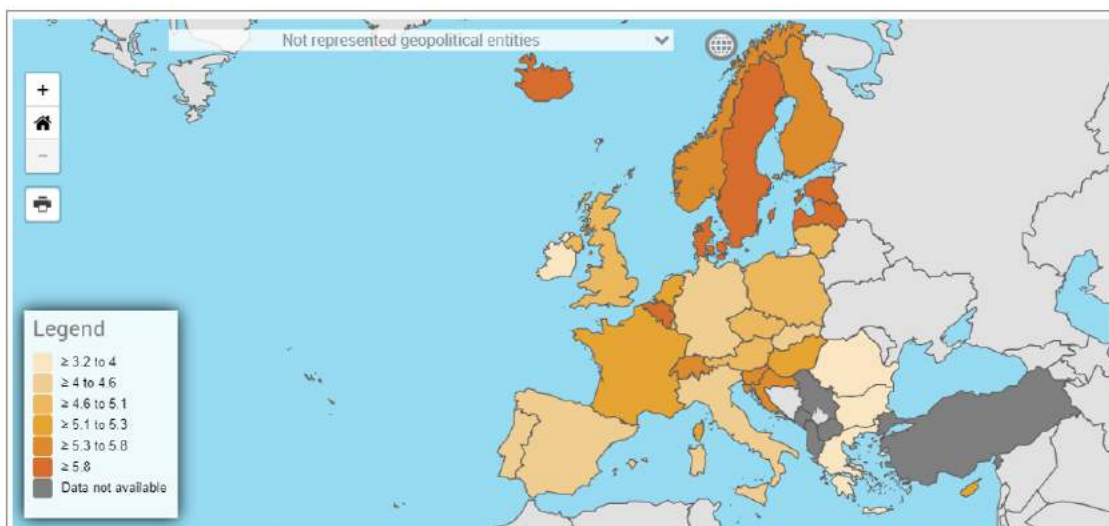 Not represented geopolitical entities
+
−
Legend
≥ 3.2 to 4
≥ 4 to 4.6
≥ 4.6 to 5.1
≥ 5.1 to 5.3
≥ 5.3 to 5.8
≥ 5.8
Data not available